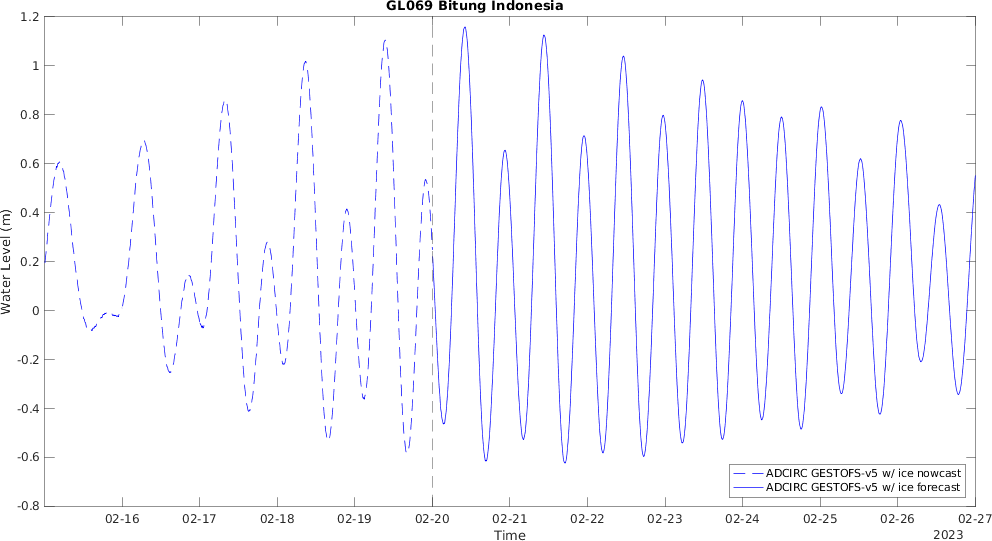 GL069 Bitung Indonesia
1.2
1
0.8
0.6
0.4
0.2
0
-0.2
-0.4
-0.6
-0.8
Water Level (m)
ADCIRC GESTOFS-v5 w/ ice nowcast
ADCIRC GESTOFS-v5 w/ ice forecast
02-16 02-17 02-18 02-19 02-20 02-21 02-22 02-23 02-24 02-25 02-26 02-27
Time
2023